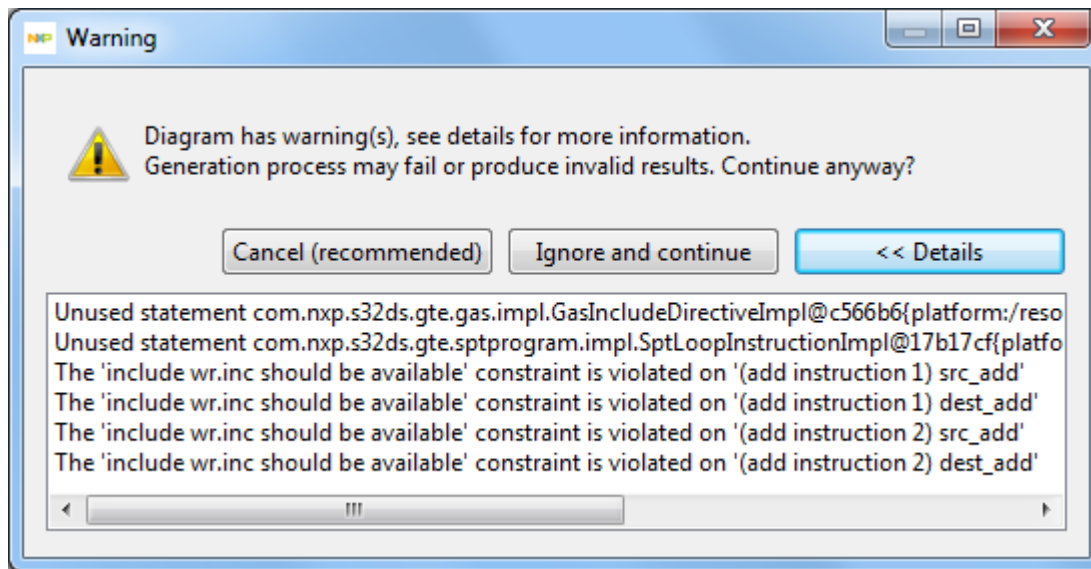 NXP Warning
Diagram has warning(s), see details for more information.
Generation process may fail or produce invalid results. Continue anyway?
Cancel (recommended) Ignore and continue << Details
Unused statement com.nxp.s32ds.gte.gas.impl.GasIncludeDirectiveImpl@c566b6{platform:/reso
Unused statement com.nxp.s32ds.gte.sptprogram.impl.SptLoopInstructionImpl@17b17cf{platfo
The 'include wr.inc should be available' constraint is violated on '(add instruction 1) src_add'
The 'include wr.inc should be available' constraint is violated on '(add instruction 1) dest_add'
The 'include wr.inc should be available' constraint is violated on '(add instruction 2) src_add'
The 'include wr.inc should be available' constraint is violated on '(add instruction 2) dest_add'